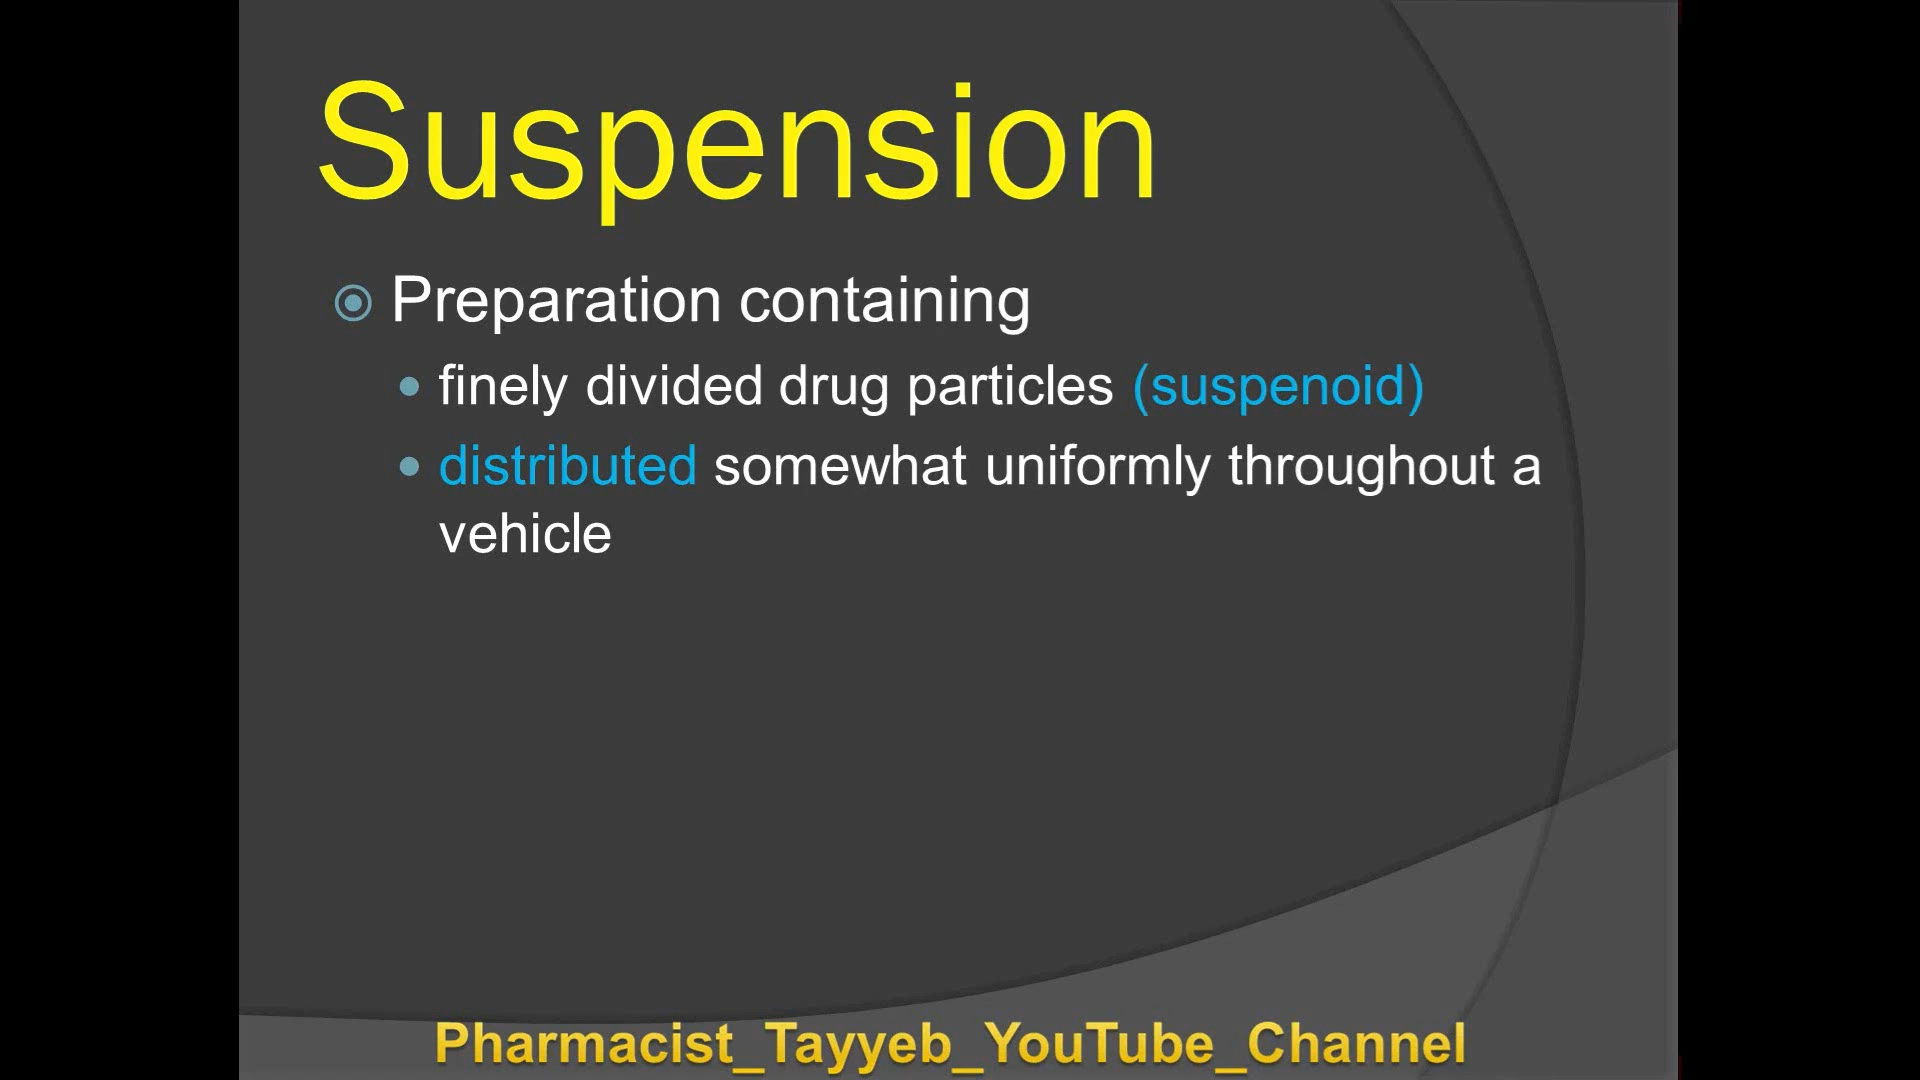 Suspension
Preparation containing
finely divided drug particles (suspenoid)
distributed somewhat uniformly throughout a
vehicle
Pharmacist_Tayyeb_YouTube_Channel